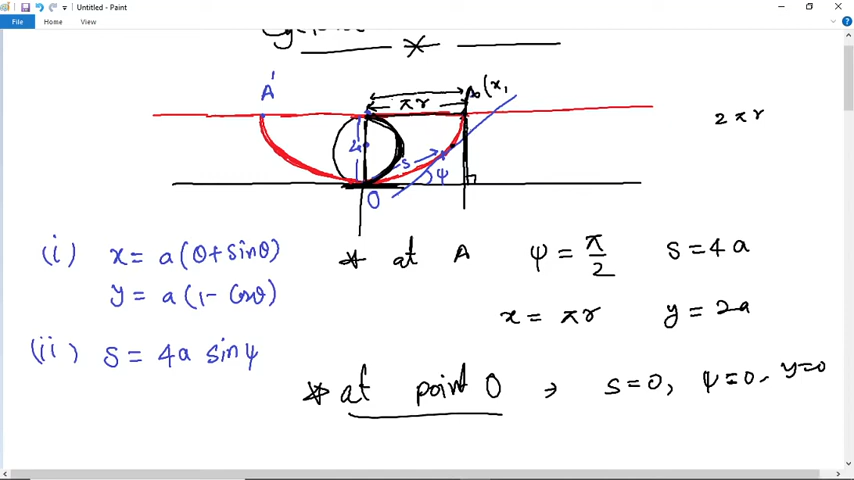 Untitled - Paint
File Home View
A'
A (x,
πr
2πr
s
ψ
O
(i) x = a(θ+sinθ)
y = a(1-cosθ)
(ii) s = 4a sinψ
* at A ψ = π/2 s=4a
x = πr y = 2a
* at point O → s=0, ψ=0, y=0